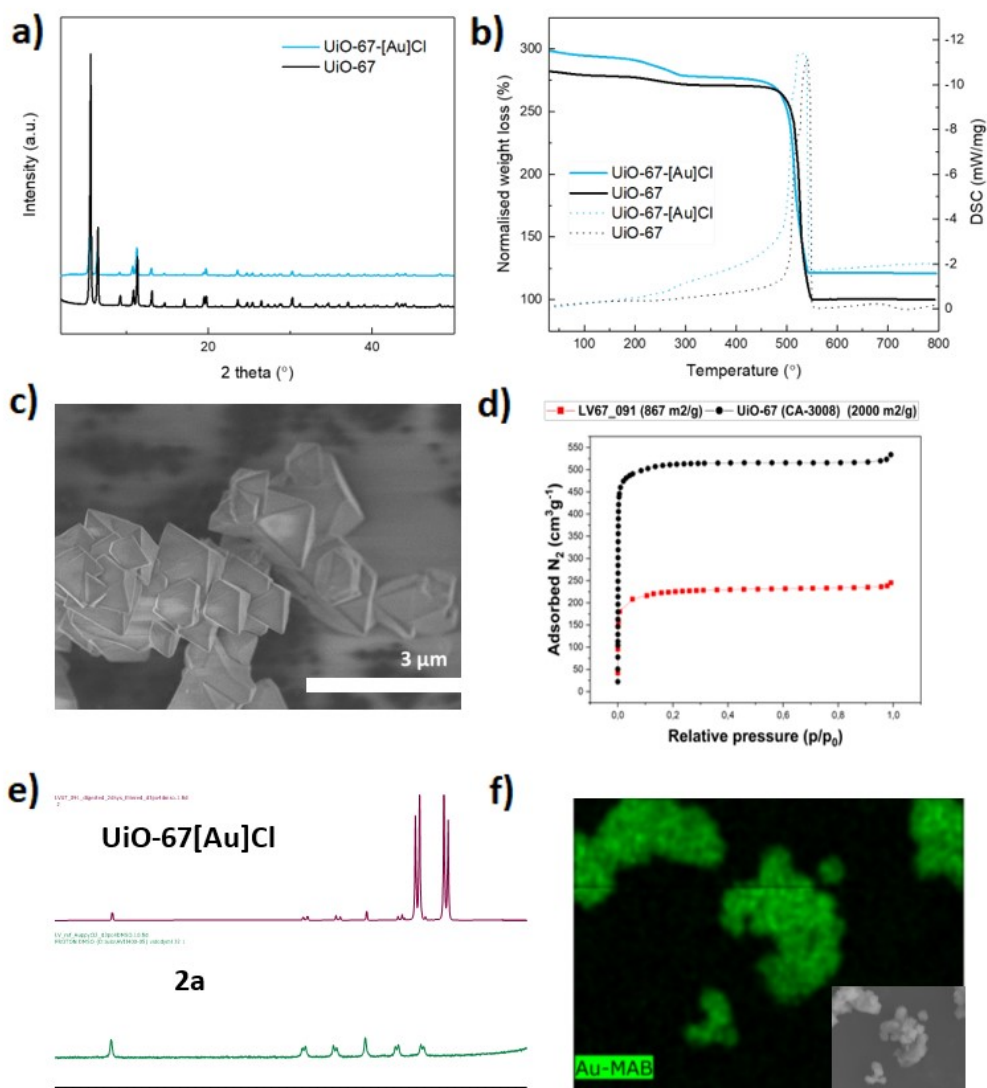 a)
UiO-67-[Au]Cl
UiO-67
Intensity (a.u.)
20
40
2 theta (°)
b)
300
250
200
150
100
Normalised weight loss (%)
UiO-67-[Au]Cl
UiO-67
UiO-67-[Au]Cl
UiO-67
-12
-10
-8
-6
-4
-2
0
DSC (mW/mg)
100 200 300 400 500 600 700 800
Temperature (°)
c)
3 µm
d)
LV67_091 (867 m2/g) UiO-67 (CA-3008) (2000 m2/g)
550
500
450
400
350
300
250
200
150
100
50
0
Adsorbed N₂ (cm³g⁻¹)
0,0 0,2 0,4 0,6 0,8 1,0
Relative pressure (p/p₀)
e)
UiO-67[Au]Cl
2a
f)
Au-MAB